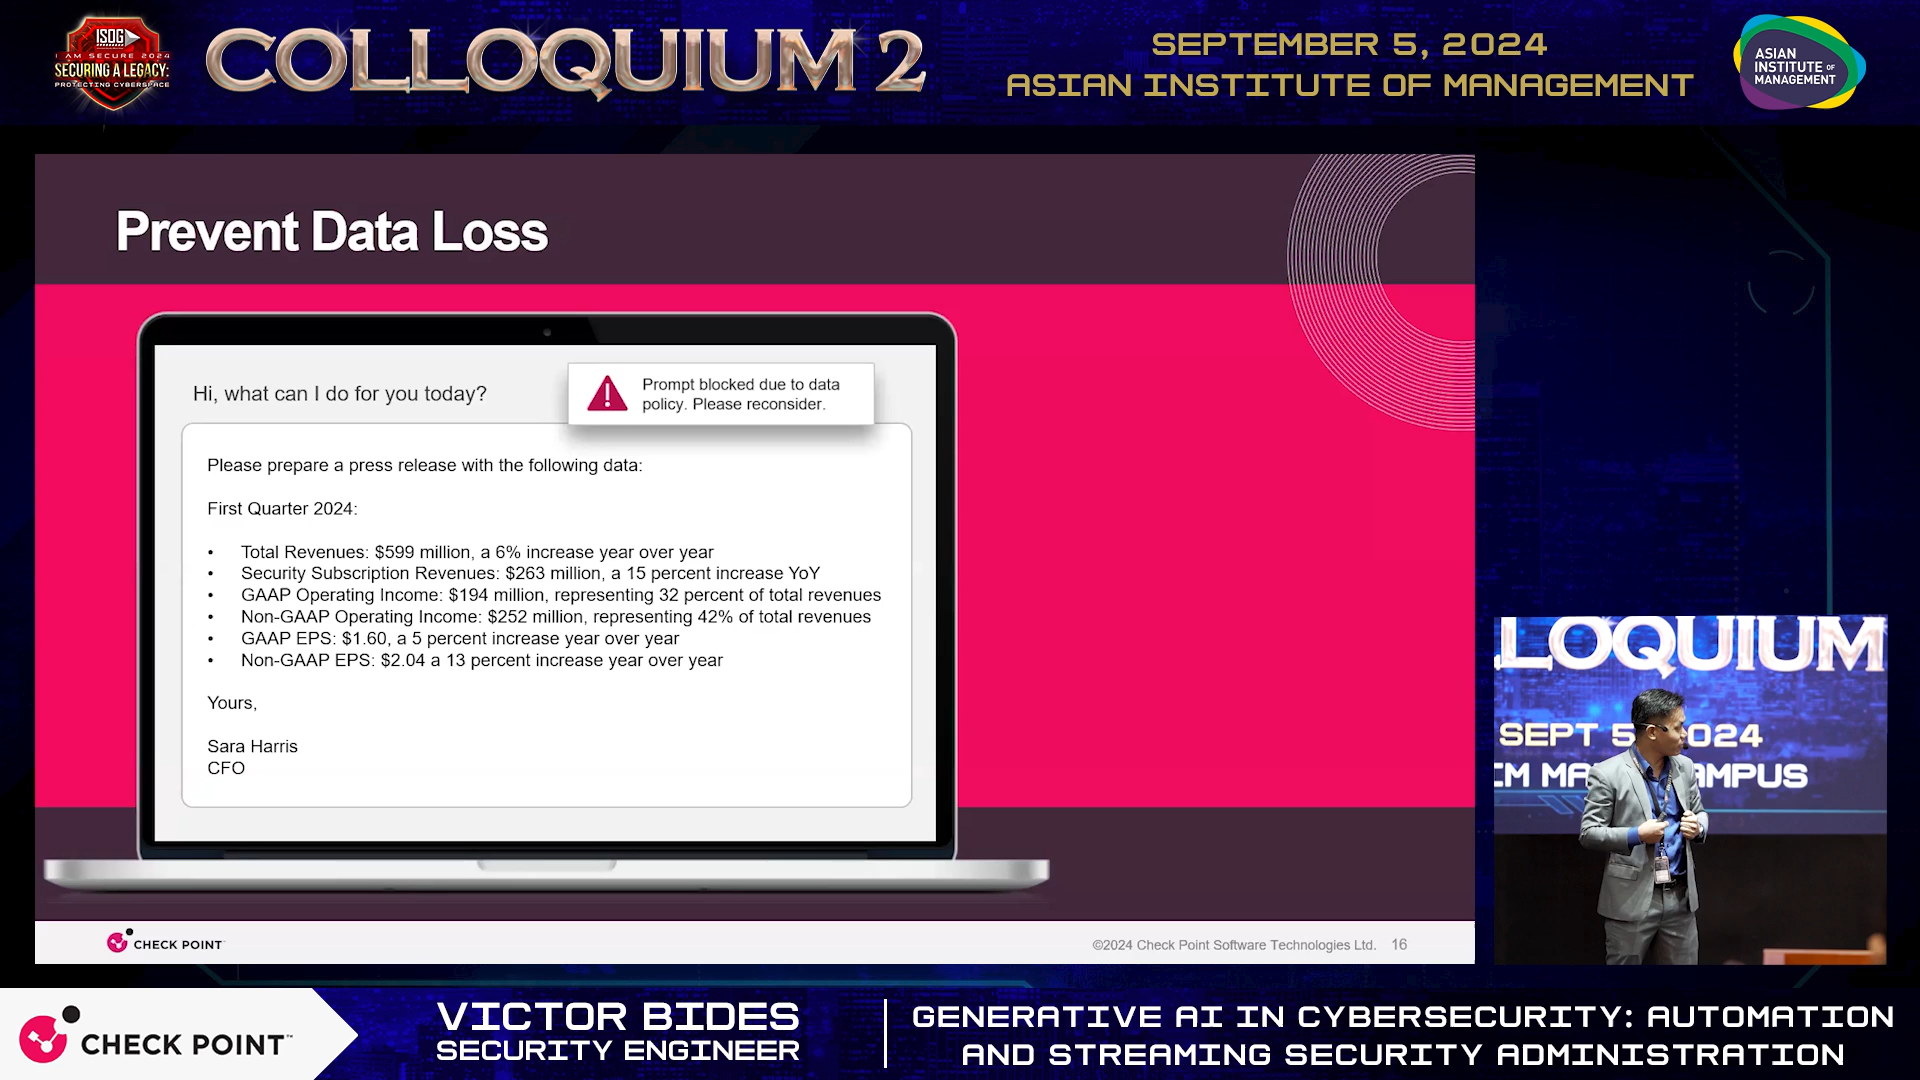 ISOG
I AM SECURE 2024
SECURING A LEGACY:
PROTECTING CYBERSPACE
COLLOQUIUM 2
SEPTEMBER 5, 2024
ASIAN INSTITUTE OF MANAGEMENT
ASIAN
INSTITUTE OF
MANAGEMENT
Prevent Data Loss
Hi, what can I do for you today?
Prompt blocked due to data
policy. Please reconsider.
Please prepare a press release with the following data:
First Quarter 2024:
• Total Revenues: $599 million, a 6% increase year over year
• Security Subscription Revenues: $263 million, a 15 percent increase YoY
• GAAP Operating Income: $194 million, representing 32 percent of total revenues
• Non-GAAP Operating Income: $252 million, representing 42% of total revenues
• GAAP EPS: $1.60, a 5 percent increase year over year
• Non-GAAP EPS: $2.04 a 13 percent increase year over year
Yours,
Sara Harris
CFO
CHECK POINT
©2024 Check Point Software Technologies Ltd. 16
LOQUIUM
SEPT 5 2024
IM MA AMPUS
CHECK POINT™
VICTOR BIDES
SECURITY ENGINEER
GENERATIVE AI IN CYBERSECURITY: AUTOMATION
AND STREAMING SECURITY ADMINISTRATION